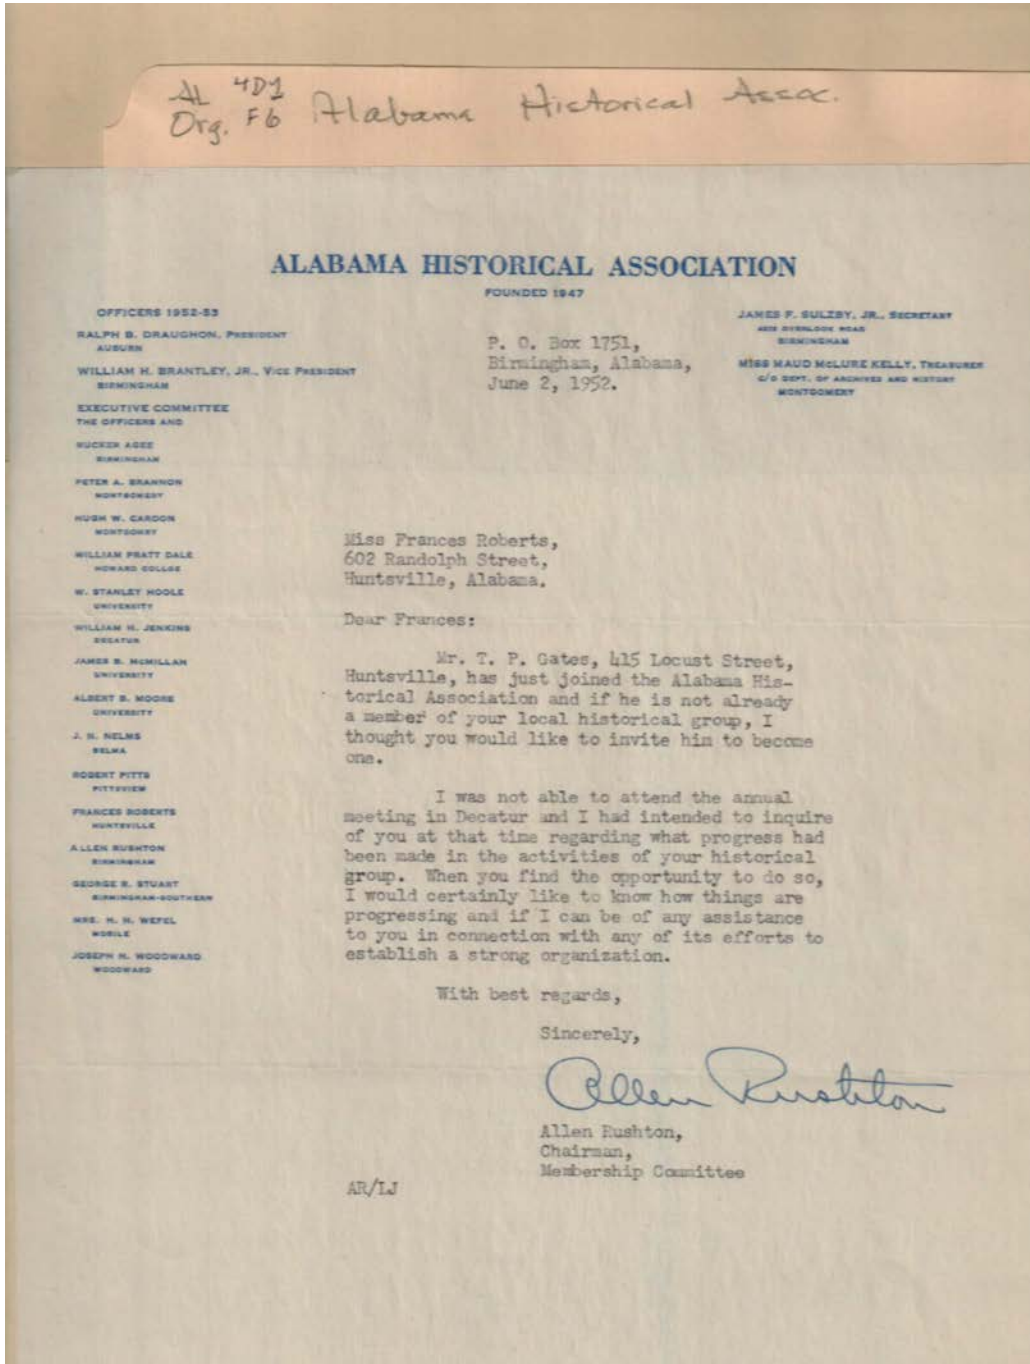 AL 4D1
Org. F6 Alabama Historical Assoc.
ALABAMA HISTORICAL ASSOCIATION
FOUNDED 1947
OFFICERS 1952-53
RALPH B. DRAUGHON, PRESIDENT
AUBURN
WILLIAM H. BRANTLEY, JR., VICE PRESIDENT
BIRMINGHAM
EXECUTIVE COMMITTEE
THE OFFICERS AND
RUCKER AGEE
BIRMINGHAM
PETER A. BRANNON
MONTGOMERY
HUGH W. CARDON
MONTGOMRY
WILLIAM PRATT DALE
HOWARD COLLGE
W. STANLEY HOOLE
UNIVERSITY
WILLIAM H. JENKINS
DECATUR
JAMES B. McMILLAN
UNIVERSITY
ALBERT B. MOORE
UNIVERSITY
J. H. NELMS
SELMA
ROBERT PITTS
PITTSVIEW
FRANCES ROBERTS
HUNTSVILLE
ALLEN RUSHTON
BIRMINGHAM
GEORGE R. STUART
BIRMINGHAM-SOUTHERN
MRS. H. H. WEFEL
MOBILE
JOSEPH H. WOODWARD
WOODWARD
JAMES F. SULZBY, JR., SECRETARY
OVERLOOK ROAD
BIRMINGHAM
MISS MAUD McLURE KELLY, TREASURER
C/O DEPT. OF ARCHIVES AND HISTORY
MONTGOMERY
P. O. Box 1751,
Birmingham, Alabama,
June 2, 1952.
Miss Frances Roberts,
602 Randolph Street,
Huntsville, Alabama.
Dear Frances:
Mr. T. P. Gates, 415 Locust Street,
Huntsville, has just joined the Alabama His-
torical Association and if he is not already
a member of your local historical group, I
thought you would like to invite him to become
one.
I was not able to attend the annual
meeting in Decatur and I had intended to inquire
of you at that time regarding what progress had
been made in the activities of your historical
group. When you find the opportunity to do so,
I would certainly like to know how things are
progressing and if I can be of any assistance
to you in connection with any of its efforts to
establish a strong organization.
With best regards,
Sincerely,
Allen Rushton
Allen Rushton,
Chairman,
Membership Committee
AR/LJ